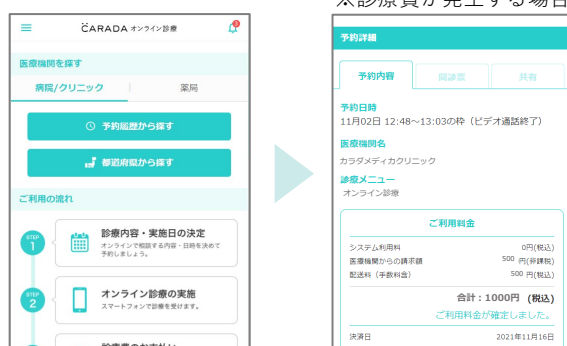 ※診療費が発生する場合
CARADA オンライン診療
医療機関を探す
病院/クリニック
薬局
予約履歴から探す
都道府県から探す
ご利用の流れ
STEP
1
診療内容・実施日の決定
オンラインで相談する内容・日時を決めて
予約しましょう。
STEP
2
オンライン診療の実施
スマートフォンで診療を受けます。
予約詳細
予約内容
問診票
共有
予約日時
11月02日 12:48～13:03の枠（ビデオ通話終了）
医療機関名
カラダメディカクリニック
診療メニュー
オンライン診療
ご利用料金
システム利用料 0円(税込)
医療機関からの請求額 500 円(非課税)
配送料（手数料含） 500 円(税込)
合計：1000円 (税込)
ご利用料金が確定しました。
決済日 2021年11月16日